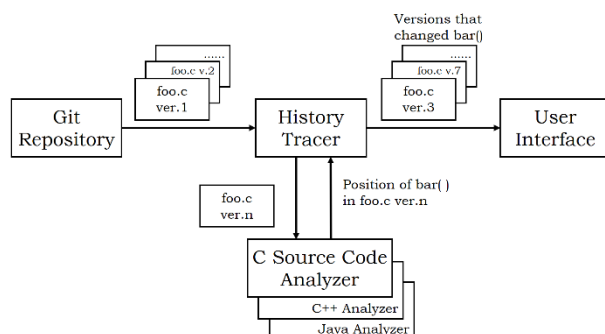 Versions that
changed bar()
......
foo.c v.2
foo.c
ver.1
......
foo.c v.7
foo.c
ver.3
Git
Repository
History
Tracer
User
Interface
foo.c
ver.n
Position of bar( )
in foo.c ver.n
C Source Code
Analyzer
C++ Analyzer
Java Analyzer